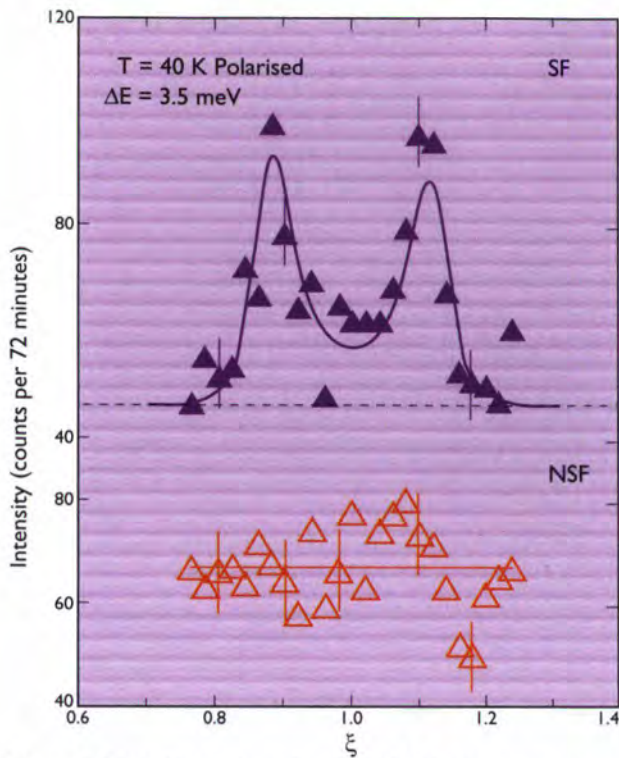 120
T = 40 K Polarised
SF
ΔE = 3.5 meV
80
40
NSF
80
60
40
0.6
0.8
1.0
1.2
1.4
ξ
Intensity (counts per 72 minutes)